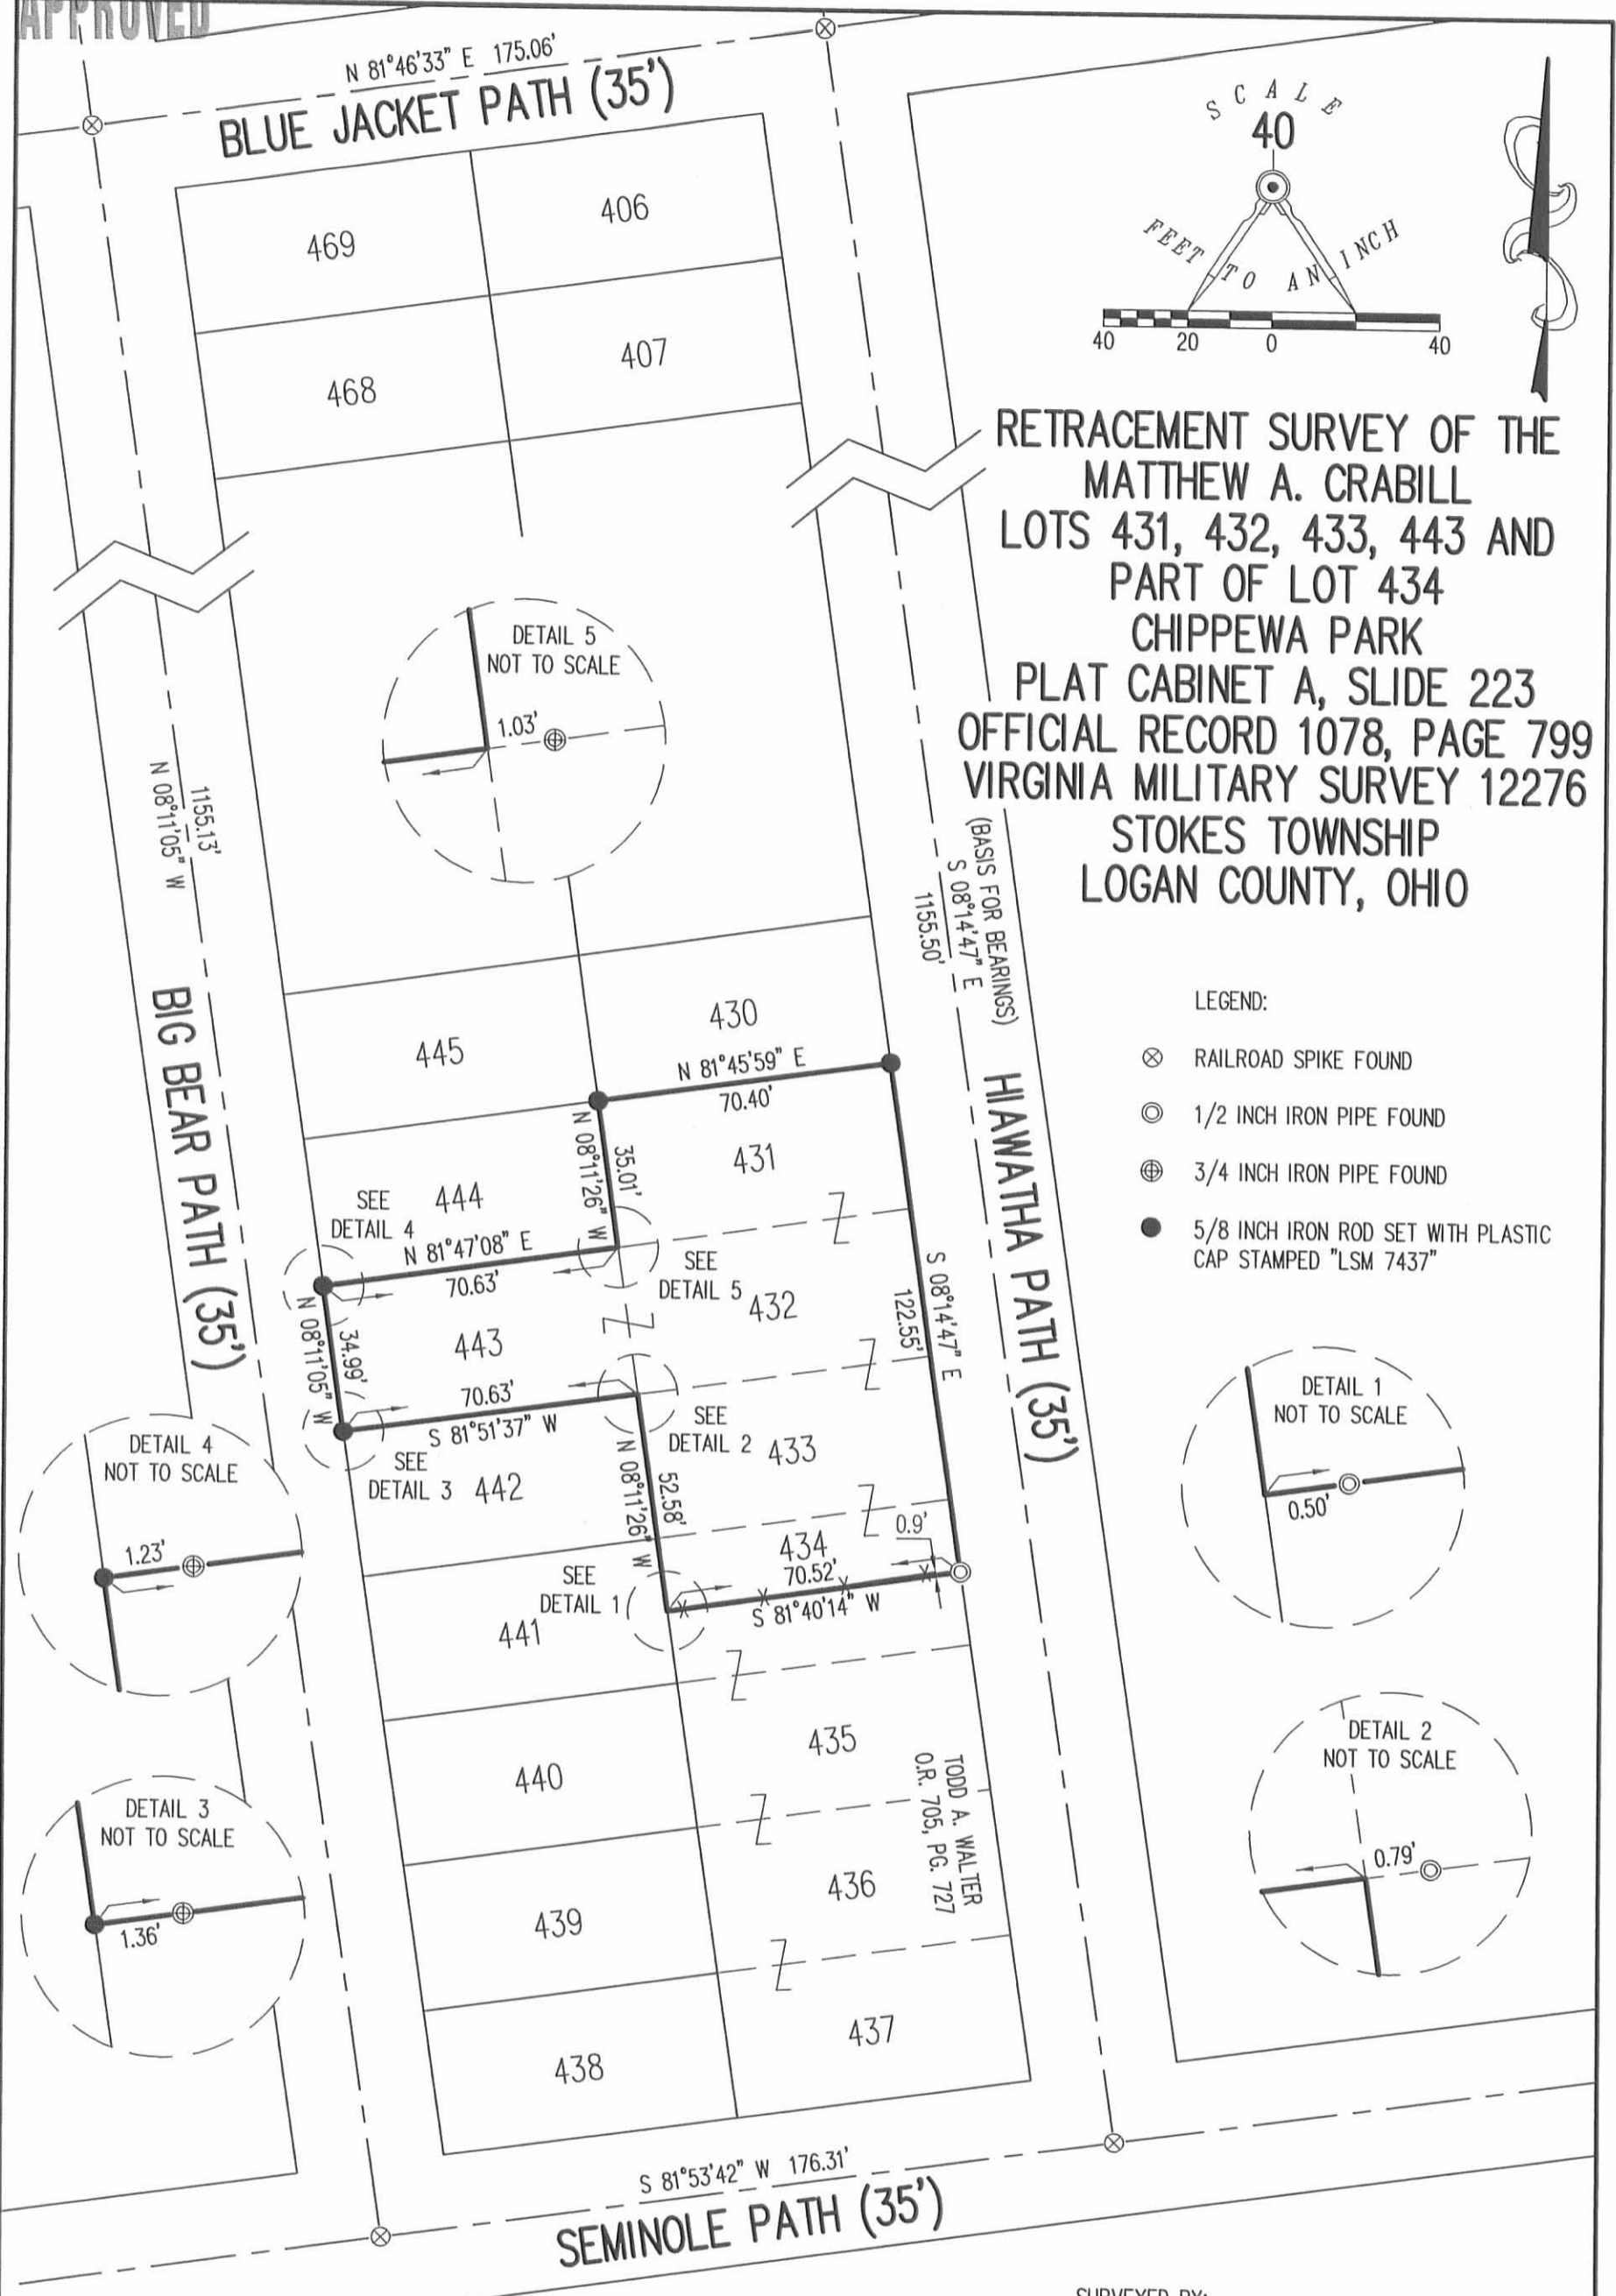 APPROVED
N 81°46'33" E 175.06'
BLUE JACKET PATH (35')
SCALE
40
FEET TO AN INCH
40 20 0 40
469
406
468
407
RETRACEMENT SURVEY OF THE
MATTHEW A. CRABILL
LOTS 431, 432, 433, 443 AND
PART OF LOT 434
CHIPPEWA PARK
PLAT CABINET A, SLIDE 223
OFFICIAL RECORD 1078, PAGE 799
VIRGINIA MILITARY SURVEY 12276
STOKES TOWNSHIP
LOGAN COUNTY, OHIO
DETAIL 5
NOT TO SCALE
1.03'
1155.13'
N 08°11'05" W
BIG BEAR PATH (35')
(BASIS FOR BEARINGS)
S 08°14'47" E
1155.50'
HIAWATHA PATH (35')
LEGEND:
RAILROAD SPIKE FOUND
1/2 INCH IRON PIPE FOUND
3/4 INCH IRON PIPE FOUND
5/8 INCH IRON ROD SET WITH PLASTIC
CAP STAMPED "LSM 7437"
445
430
N 81°45'59" E
70.40'
35.01'
N 08°11'26" W
431
444
SEE
DETAIL 4
N 81°47'08" E
70.63'
SEE
DETAIL 5
432
S 08°14'47" E
122.55'
34.99'
N 08°11'05" W
443
70.63'
S 81°51'37" W
SEE
DETAIL 3
442
SEE
DETAIL 2
433
52.58'
N 08°11'26" W
0.9'
434
70.52'
S 81°40'14" W
SEE
DETAIL 1
441
DETAIL 1
NOT TO SCALE
0.50'
DETAIL 4
NOT TO SCALE
1.23'
DETAIL 2
NOT TO SCALE
0.79'
DETAIL 3
NOT TO SCALE
1.36'
440
435
TODD A. WALTER
O.R. 705, PG. 727
439
436
438
437
S 81°53'42" W 176.31'
SEMINOLE PATH (35')
SURVEYED BY: